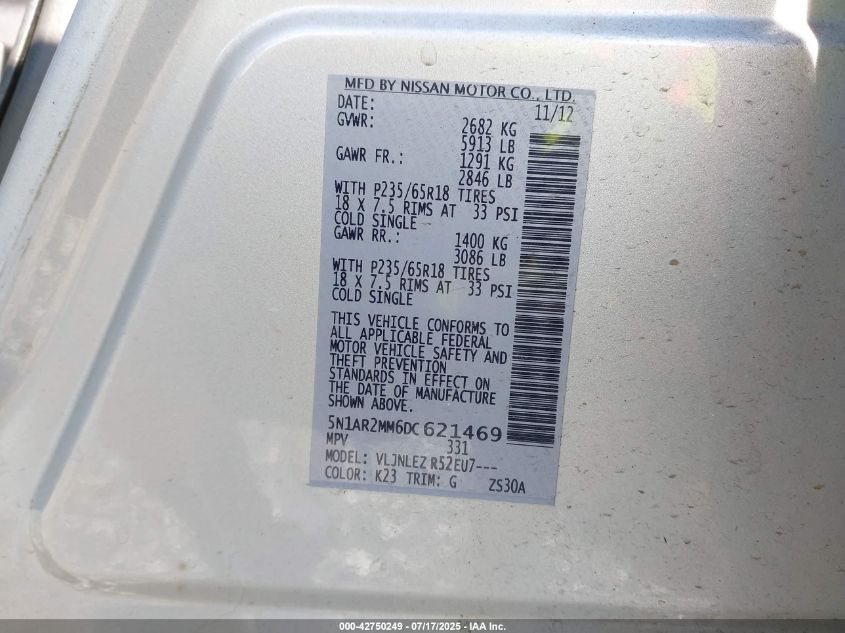 MFD BY NISSAN MOTOR CO., LTD.
DATE: 11/12
GVWR: 2682 KG
5913 LB
GAWR FR.: 1291 KG
2846 LB
WITH P235/65R18 TIRES
18 X 7.5 RIMS AT 33 PSI
COLD SINGLE
GAWR RR.: 1400 KG
3086 LB
WITH P235/65R18 TIRES
18 X 7.5 RIMS AT 33 PSI
COLD SINGLE
THIS VEHICLE CONFORMS TO
ALL APPLICABLE FEDERAL
MOTOR VEHICLE SAFETY AND
THEFT PREVENTION
STANDARDS IN EFFECT ON
THE DATE OF MANUFACTURE
SHOWN ABOVE.
5N1AR2MM6DC621469
MPV 331
MODEL: VLJNLEZ R52EU7---
COLOR: K23 TRIM: G ZS30A
000-42750249 - 07/17/2025 - IAA Inc.